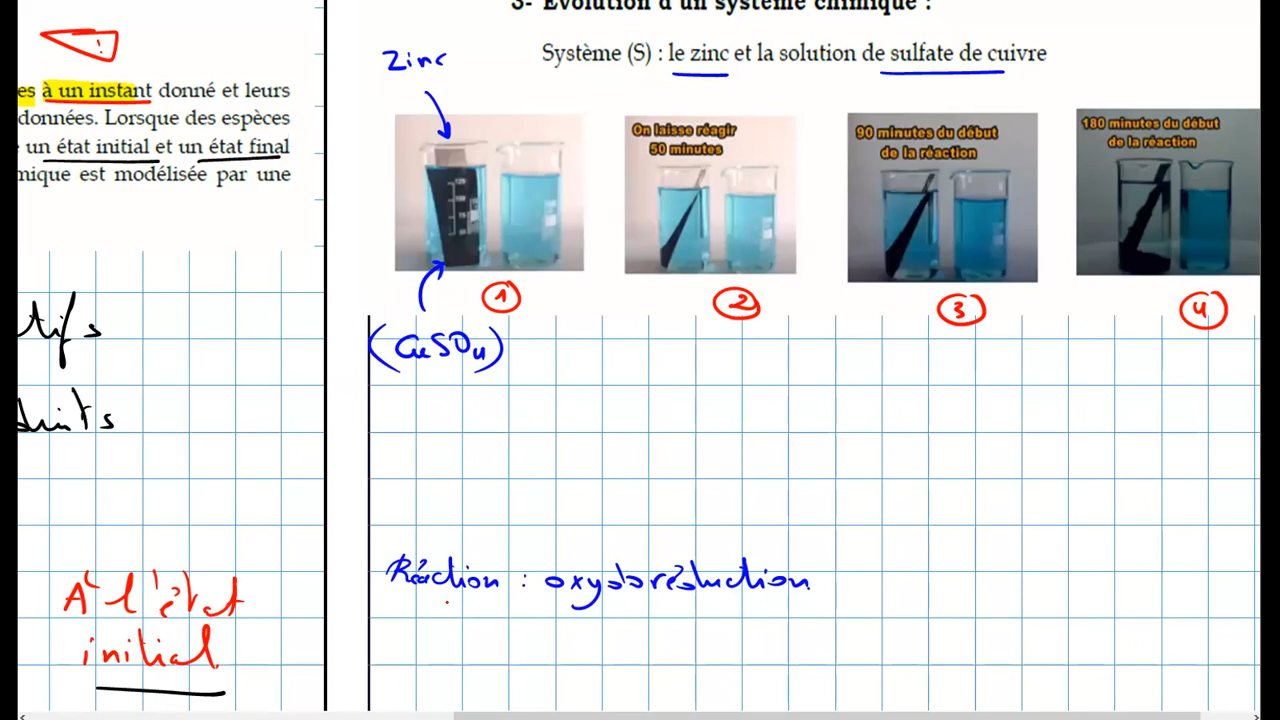 3- Evolution d'un système chimique :
Système (S) : le zinc et la solution de sulfate de cuivre
es à un instant donné et leurs
données. Lorsque des espèces
un état initial et un état final
mique est modélisée par une
Zinc
On laisse réagir
50 minutes
90 minutes du début
de la réaction
180 minutes du début
de la réaction
1
2
3
4
(CuSO4)
tifs
duits
A l'état
initial
Réaction : oxydoréduction